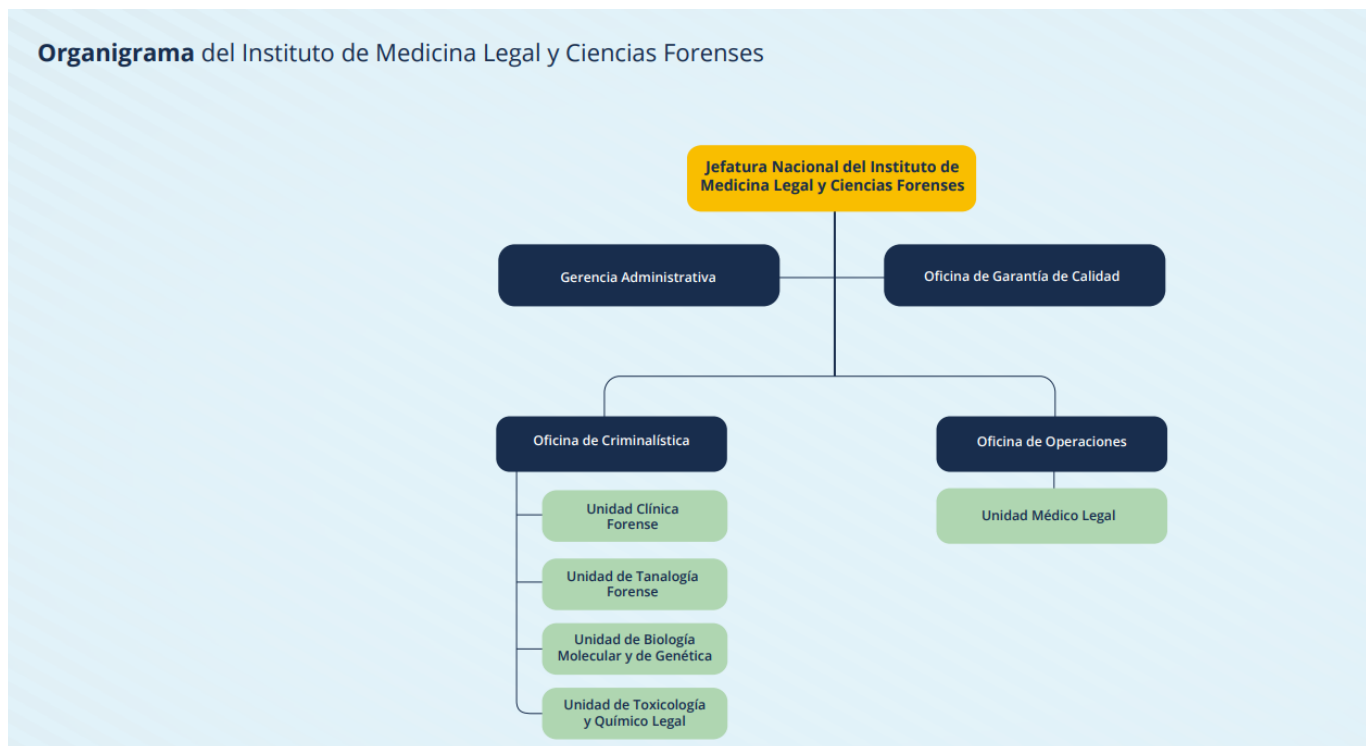 Organigrama del Instituto de Medicina Legal y Ciencias Forenses
Jefatura Nacional del Instituto de
Medicina Legal y Ciencias Forenses
Gerencia Administrativa
Oficina de Garantía de Calidad
Oficina de Criminalística
Oficina de Operaciones
Unidad Clínica
Forense
Unidad Médico Legal
Unidad de Tanalogía
Forense
Unidad de Biología
Molecular y de Genética
Unidad de Toxicología
y Químico Legal